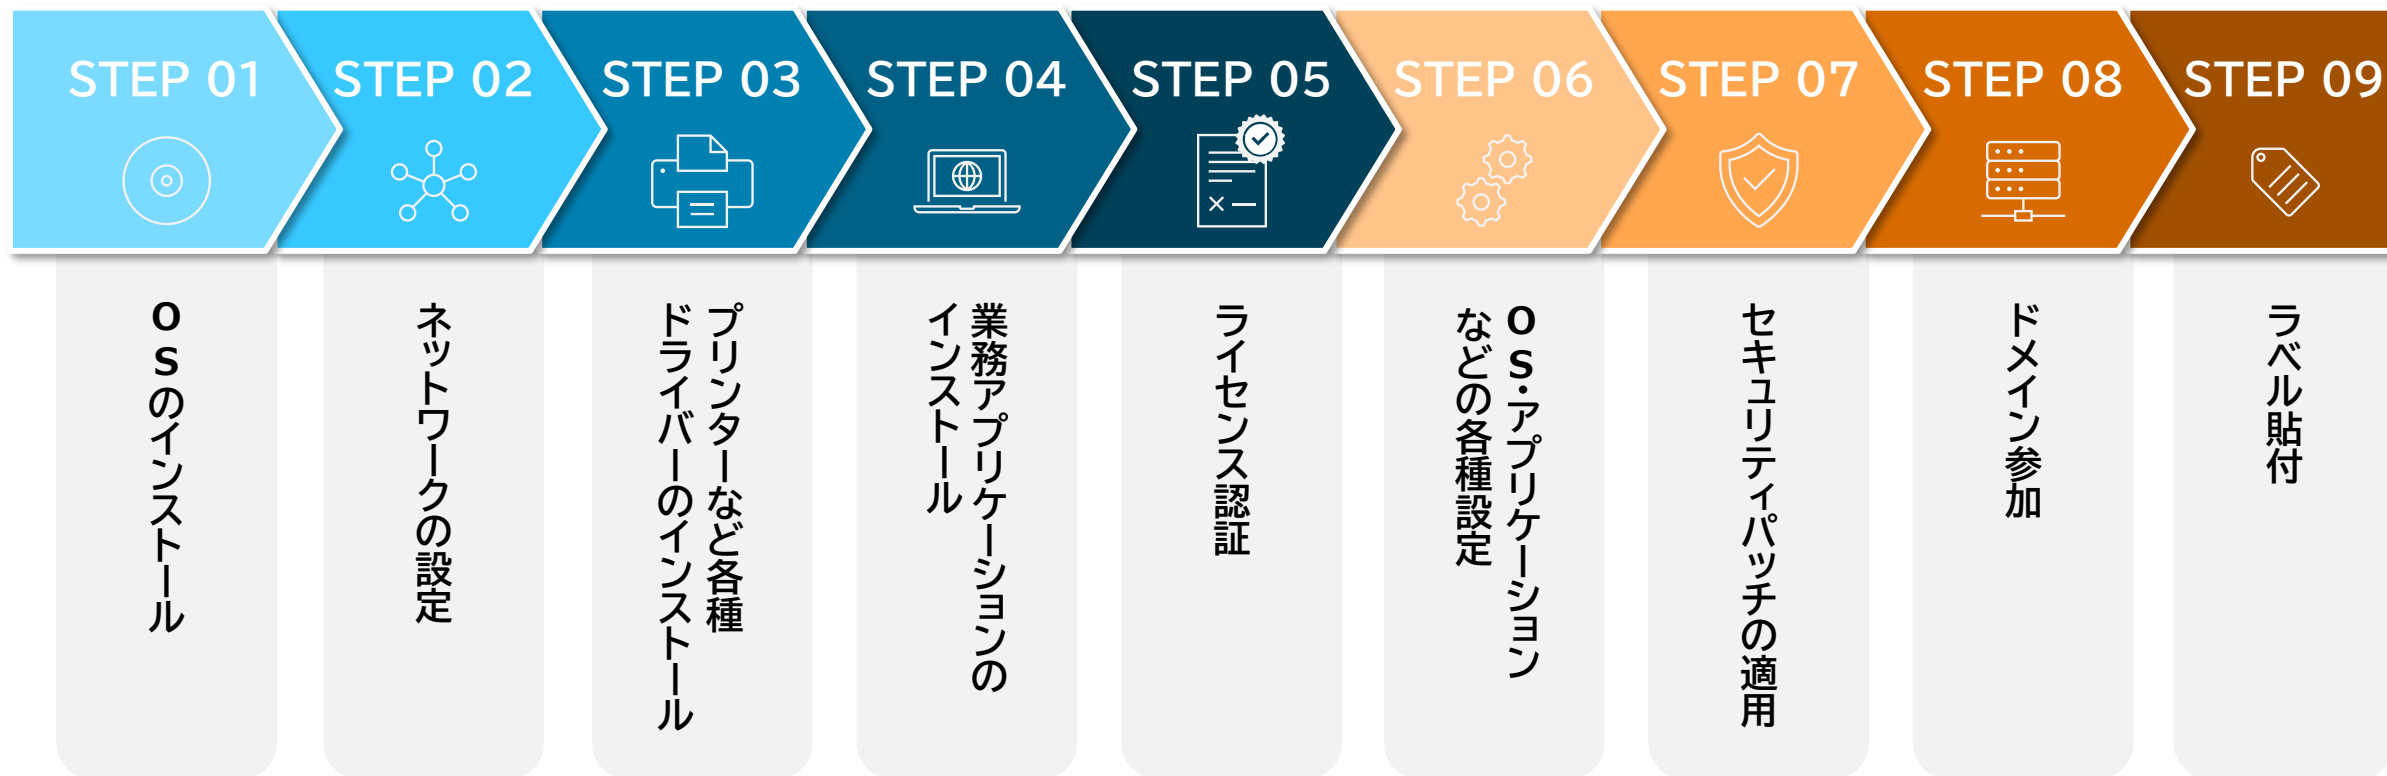 STEP 01
OSのインストール
STEP 02
ネットワークの設定
STEP 03
プリンターなど各種
ドライバーのインストール
STEP 04
業務アプリケーションの
インストール
STEP 05
ライセンス認証
STEP 06
OS・アプリケーション
などの各種設定
STEP 07
セキュリティパッチの適用
STEP 08
ドメイン参加
STEP 09
ラベル貼付